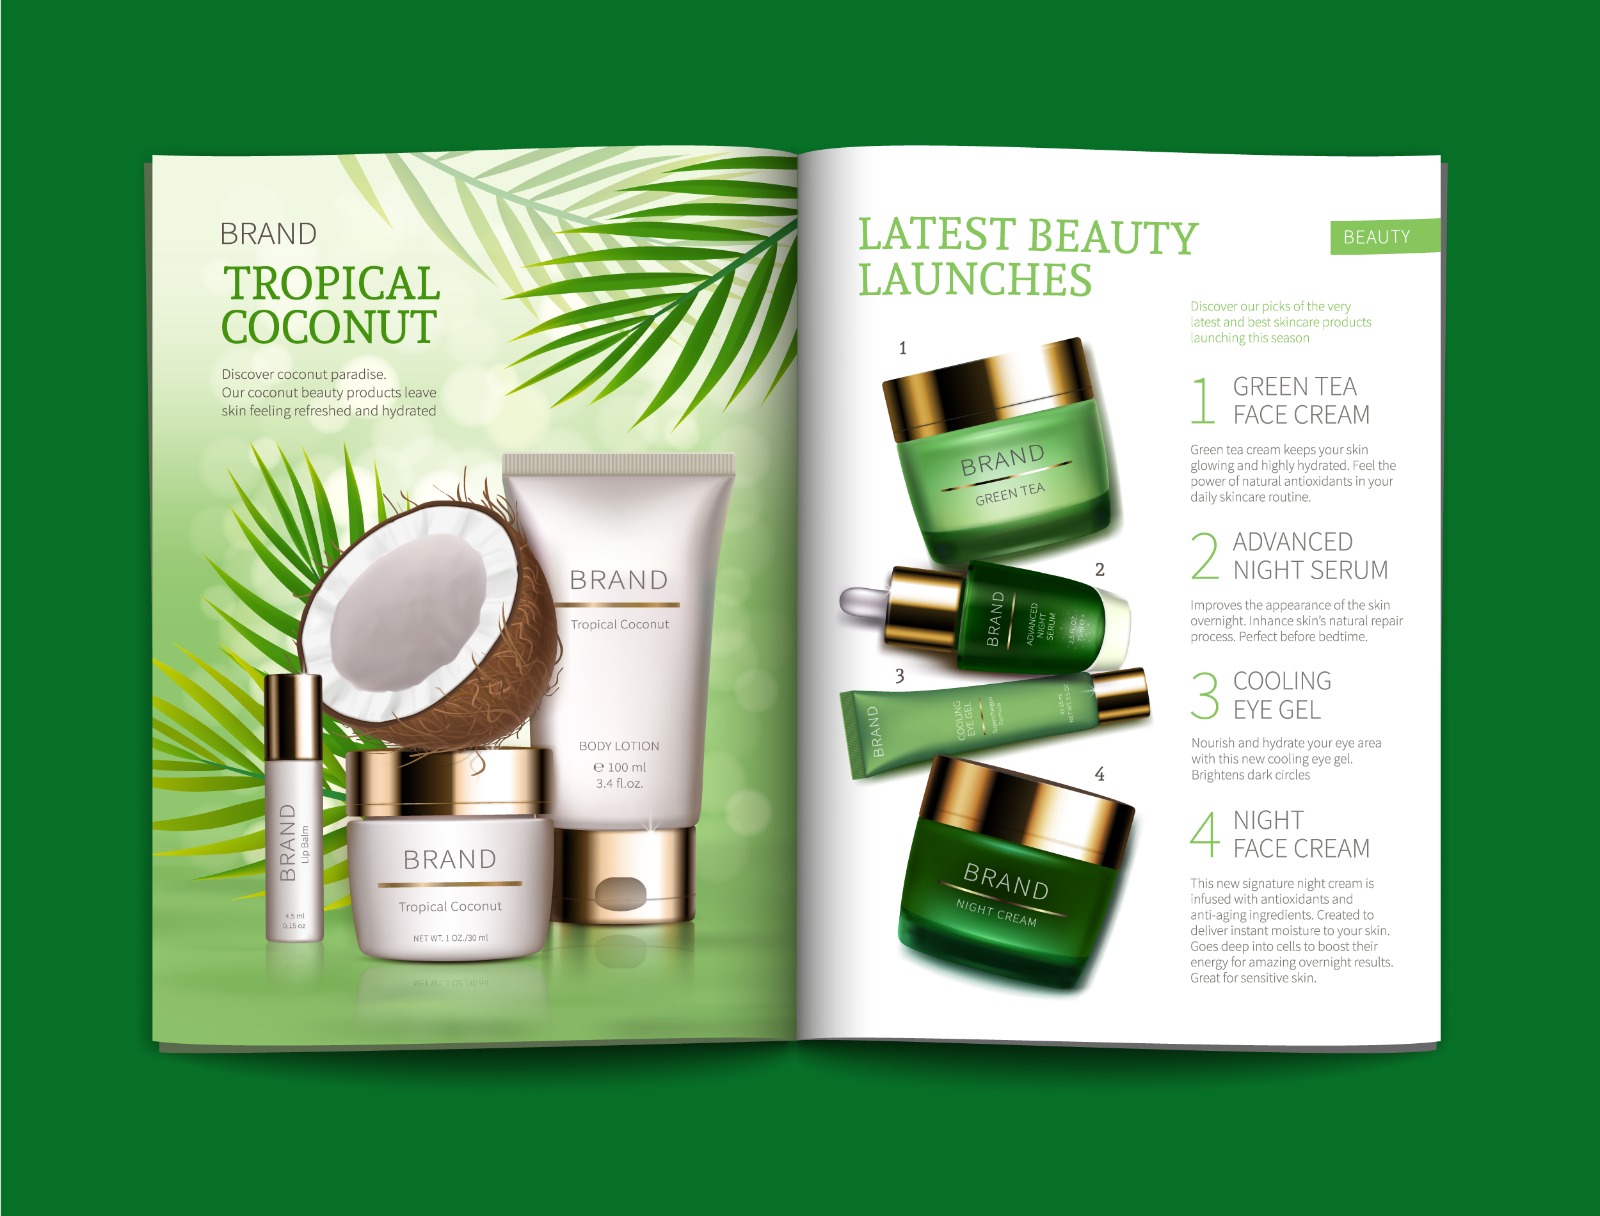 BRAND
TROPICAL
COCONUT
Discover coconut paradise.
Our coconut beauty products leave
skin feeling refreshed and hydrated
BRAND
Tropical Coconut
BODY LOTION
℮ 100 ml
3.4 fl.oz.
BRAND
Lip Balm
4.5 ml
0.15 oz
BRAND
Tropical Coconut
NET WT. 1 OZ./30 ml
LATEST BEAUTY
LAUNCHES
BEAUTY
Discover our picks of the very
latest and best skincare products
launching this season
1
BRAND
GREEN TEA
2
BRAND
ADVANCED
NIGHT
SERUM
3
BRAND
COOLING
EYE GEL
4
BRAND
NIGHT CREAM
1 GREEN TEA
FACE CREAM
Green tea cream keeps your skin
glowing and highly hydrated. Feel the
power of natural antioxidants in your
daily skincare routine.
2 ADVANCED
NIGHT SERUM
Improves the appearance of the skin
overnight. Inhance skin's natural repair
process. Perfect before bedtime.
3 COOLING
EYE GEL
Nourish and hydrate your eye area
with this new cooling eye gel.
Brightens dark circles
4 NIGHT
FACE CREAM
This new signature night cream is
infused with antioxidants and
anti-aging ingredients. Created to
deliver instant moisture to your skin.
Goes deep into cells to boost their
energy for amazing overnight results.
Great for sensitive skin.